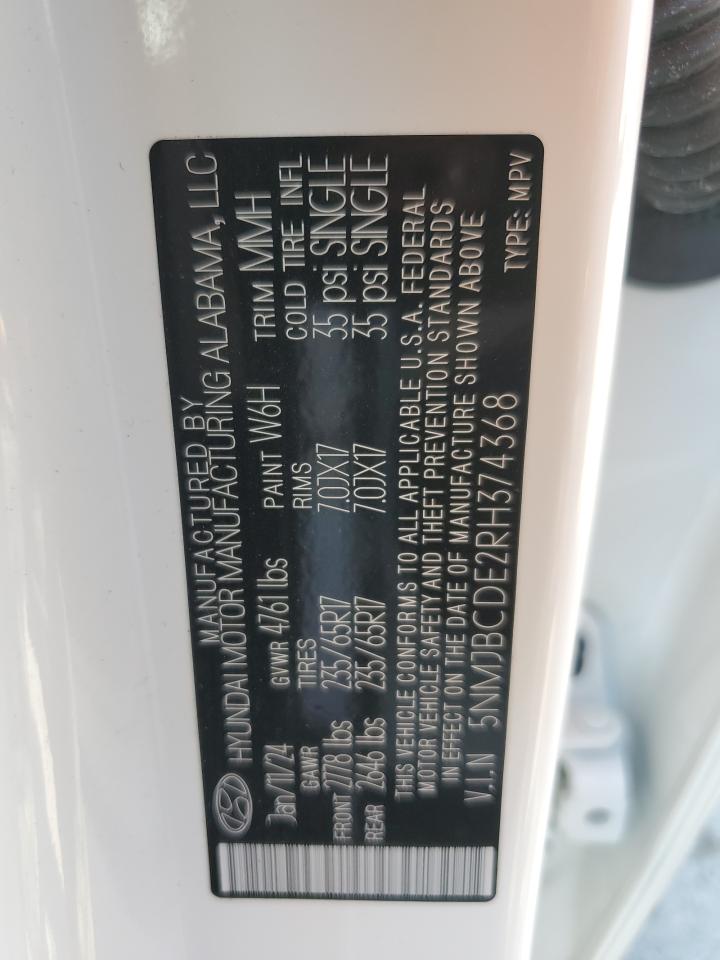 MANUFACTURED BY
HYUNDAI MOTOR MANUFACTURING ALABAMA, LLC
Jan/11/24 GVWR 4761 lbs PAINT W6H TRIM MMH
GAWR TIRES RIMS COLD TIRE INFL
FRONT 2778 lbs 235/65R17 7.0JX17 35 psi SINGLE
REAR 2646 lbs 235/65R17 7.0JX17 35 psi SINGLE
THIS VEHICLE CONFORMS TO ALL APPLICABLE U.S.A. FEDERAL
MOTOR VEHICLE SAFETY AND THEFT PREVENTION STANDARDS
IN EFFECT ON THE DATE OF MANUFACTURE SHOWN ABOVE
V.I.N 5NMJBCDE2RH374368 TYPE: MPV